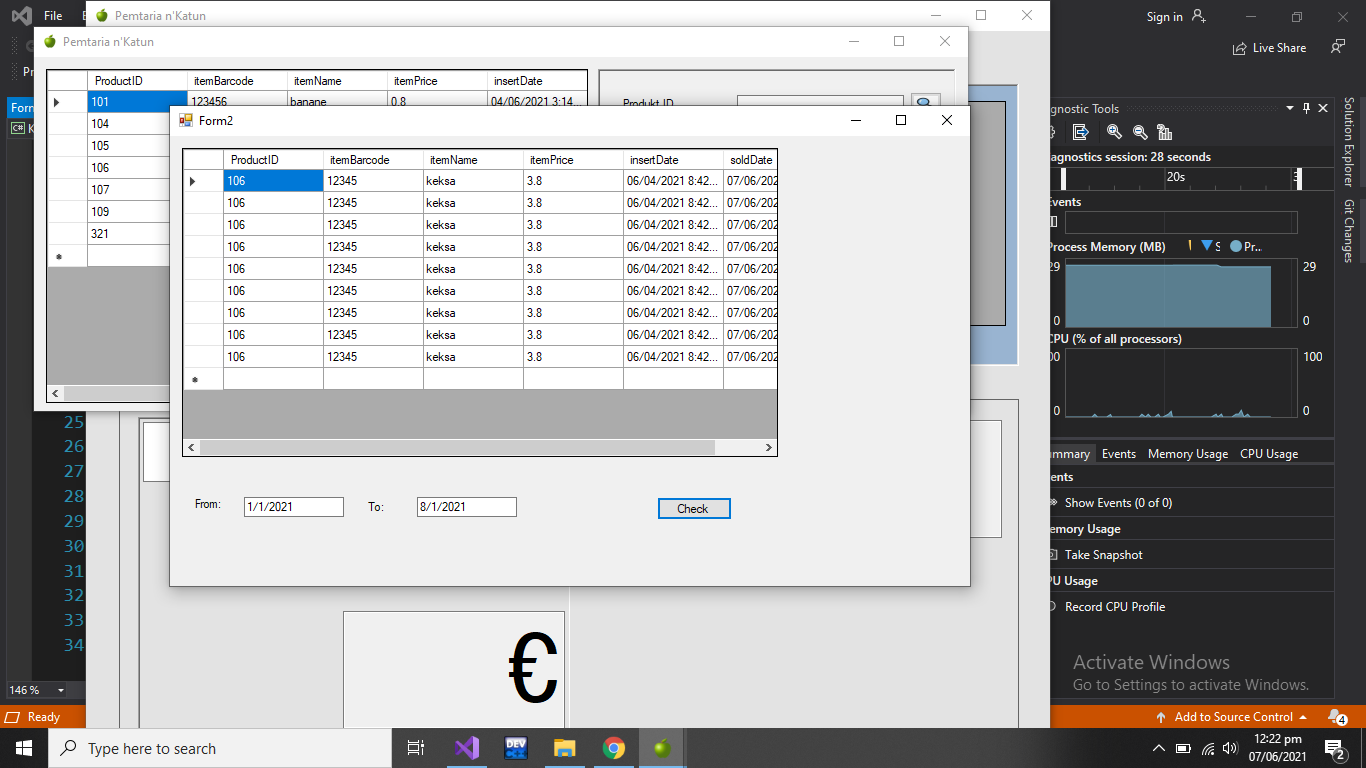 File
Pemtaria n'Katun
Sign in
Pemtaria n'Katun
Live Share
ProductID itemBarcode itemName itemPrice insertDate
101 123456 banane 0.8 04/06/2021 3:14...
104
105
106
107
109
321
*
Produkt ID
Form2
ProductID itemBarcode itemName itemPrice insertDate soldDate
106 12345 keksa 3.8 06/04/2021 8:42... 07/06/202
106 12345 keksa 3.8 06/04/2021 8:42... 07/06/202
106 12345 keksa 3.8 06/04/2021 8:42... 07/06/202
106 12345 keksa 3.8 06/04/2021 8:42... 07/06/202
106 12345 keksa 3.8 06/04/2021 8:42... 07/06/202
106 12345 keksa 3.8 06/04/2021 8:42... 07/06/202
106 12345 keksa 3.8 06/04/2021 8:42... 07/06/202
106 12345 keksa 3.8 06/04/2021 8:42... 07/06/202
106 12345 keksa 3.8 06/04/2021 8:42... 07/06/202
*
From: 1/1/2021 To: 8/1/2021 Check
€
Form
C#
25
26
27
28
29
30
31
32
33
34
146 %
Ready
agnostic Tools
agnostics session: 28 seconds
20s
Events
Process Memory (MB) S Pr...
29 29
0 0
CPU (% of all processors)
00 100
0 0
ummary Events Memory Usage CPU Usage
ents
Show Events (0 of 0)
emory Usage
Take Snapshot
PU Usage
Record CPU Profile
Solution Explorer
Git Changes
Activate Windows
Go to Settings to activate Windows.
Add to Source Control
4
Type here to search
DEV
12:22 pm
07/06/2021
2